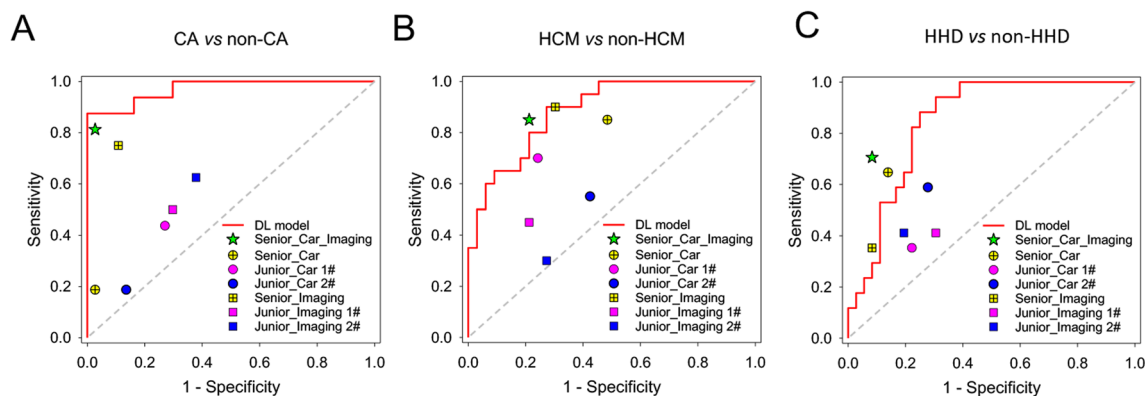 A
CA vs non-CA
Sensitivity
1.0
0.8
0.6
0.4
0.2
0.0
DL model
Senior_Car_Imaging
Senior_Car
Junior_Car 1#
Junior_Car 2#
Senior_Imaging
Junior_Imaging 1#
Junior_Imaging 2#
0.0 0.2 0.4 0.6 0.8 1.0
1 - Specificity
B
HCM vs non-HCM
Sensitivity
1.0
0.8
0.6
0.4
0.2
0.0
DL model
Senior_Car_Imaging
Senior_Car
Junior_Car 1#
Junior_Car 2#
Senior_Imaging
Junior_Imaging 1#
Junior_Imaging 2#
0.0 0.2 0.4 0.6 0.8 1.0
1 - Specificity
C
HHD vs non-HHD
Sensitivity
1.0
0.8
0.6
0.4
0.2
0.0
DL model
Senior_Car_Imaging
Senior_Car
Junior_Car 1#
Junior_Car 2#
Senior_Imaging
Junior_Imaging 1#
Junior_Imaging 2#
0.0 0.2 0.4 0.6 0.8 1.0
1 - Specificity